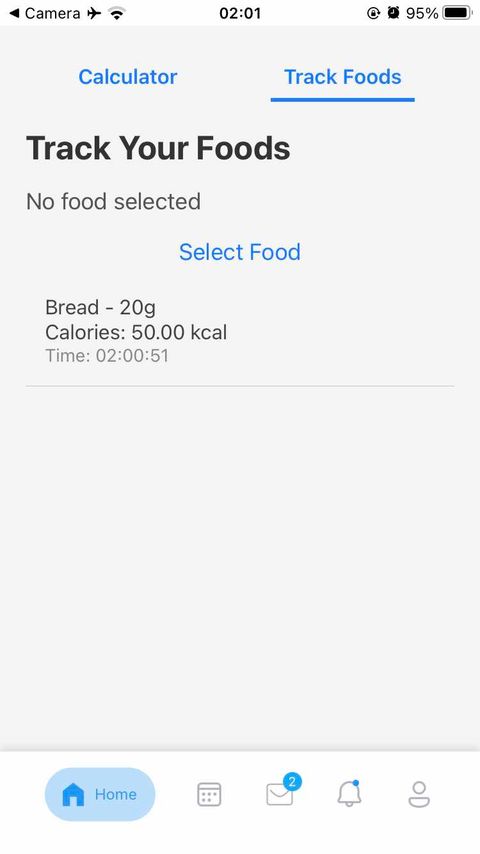 Camera 02:01 95%
Calculator Track Foods
Track Your Foods
No food selected
Select Food
Bread - 20g
Calories: 50.00 kcal
Time: 02:00:51
Home 2